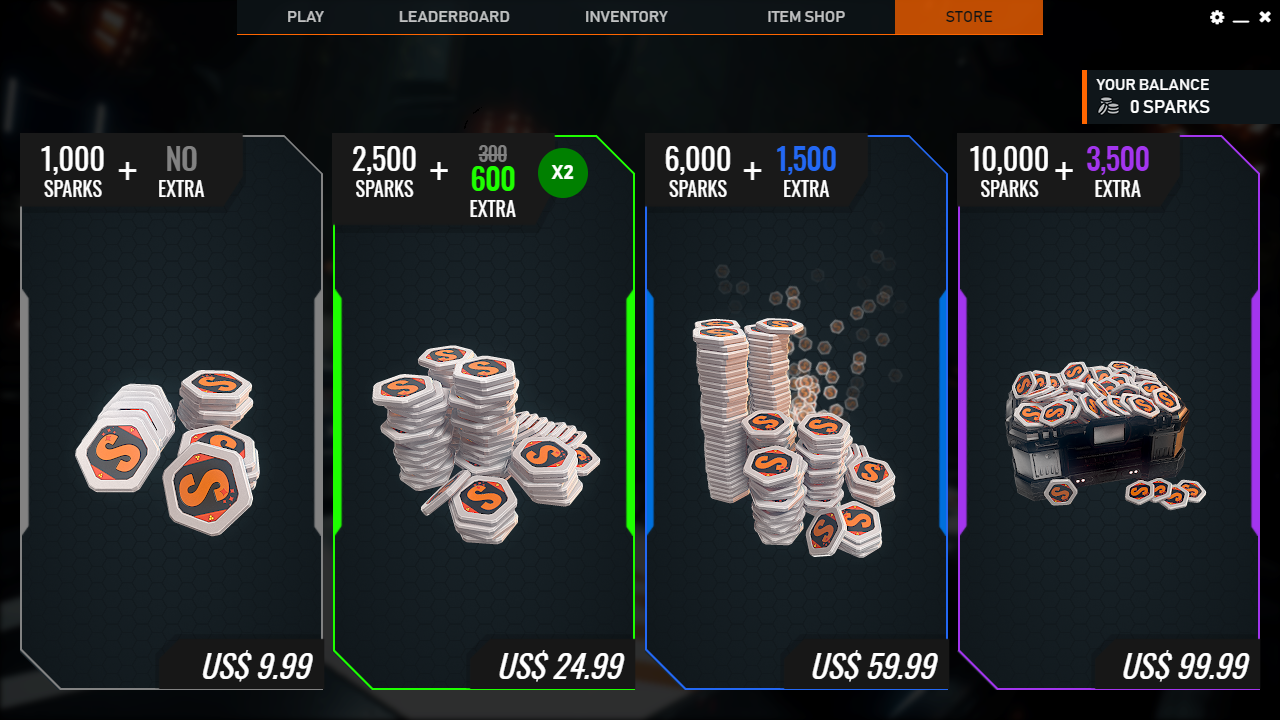 PLAY
LEADERBOARD
INVENTORY
ITEM SHOP
STORE
YOUR BALANCE
0 SPARKS
1,000 + NO
SPARKS EXTRA
US$ 9.99
2,500 + 300
600 X2
SPARKS EXTRA
US$ 24.99
6,000 + 1,500
SPARKS EXTRA
US$ 59.99
10,000 + 3,500
SPARKS EXTRA
US$ 99.99